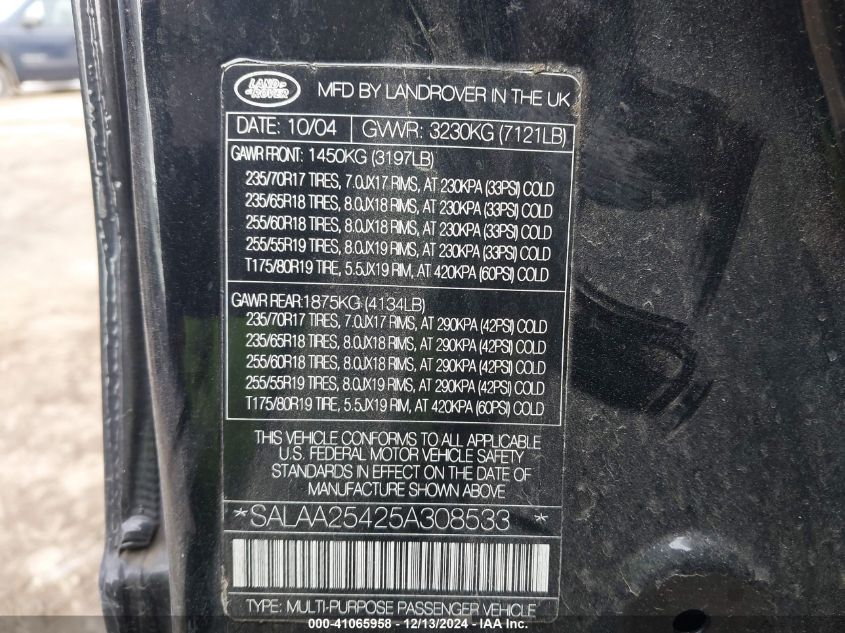 LAND-
-ROVER
MFD BY LANDROVER IN THE UK
DATE: 10/04 GVWR: 3230KG (7121LB)
GAWR FRONT: 1450KG (3197LB)
235/70R17 TIRES, 7.0JX17 RIMS, AT 230KPA (33PSI) COLD
235/65R18 TIRES, 8.0JX18 RIMS, AT 230KPA (33PSI) COLD
255/60R18 TIRES, 8.0JX18 RIMS, AT 230KPA (33PSI) COLD
255/55R19 TIRES, 8.0JX19 RIMS, AT 230KPA (33PSI) COLD
T175/80R19 TIRE, 5.5JX19 RIM, AT 420KPA (60PSI) COLD
GAWR REAR:1875KG (4134LB)
235/70R17 TIRES, 7.0JX17 RIMS, AT 290KPA (42PSI) COLD
235/65R18 TIRES, 8.0JX18 RIMS, AT 290KPA (42PSI) COLD
255/60R18 TIRES, 8.0JX18 RIMS, AT 290KPA (42PSI) COLD
255/55R19 TIRES, 8.0JX19 RIMS, AT 290KPA (42PSI) COLD
T175/80R19 TIRE, 5.5JX19 RIM, AT 420KPA (60PSI) COLD
THIS VEHICLE CONFORMS TO ALL APPLICABLE
U.S. FEDERAL MOTOR VEHICLE SAFETY
STANDARDS IN EFFECT ON THE DATE OF
MANUFACTURE SHOWN ABOVE
*SALAA25425A308533 *
TYPE: MULTI-PURPOSE PASSENGER VEHICLE
000-41065958 - 12/13/2024 - IAA Inc.